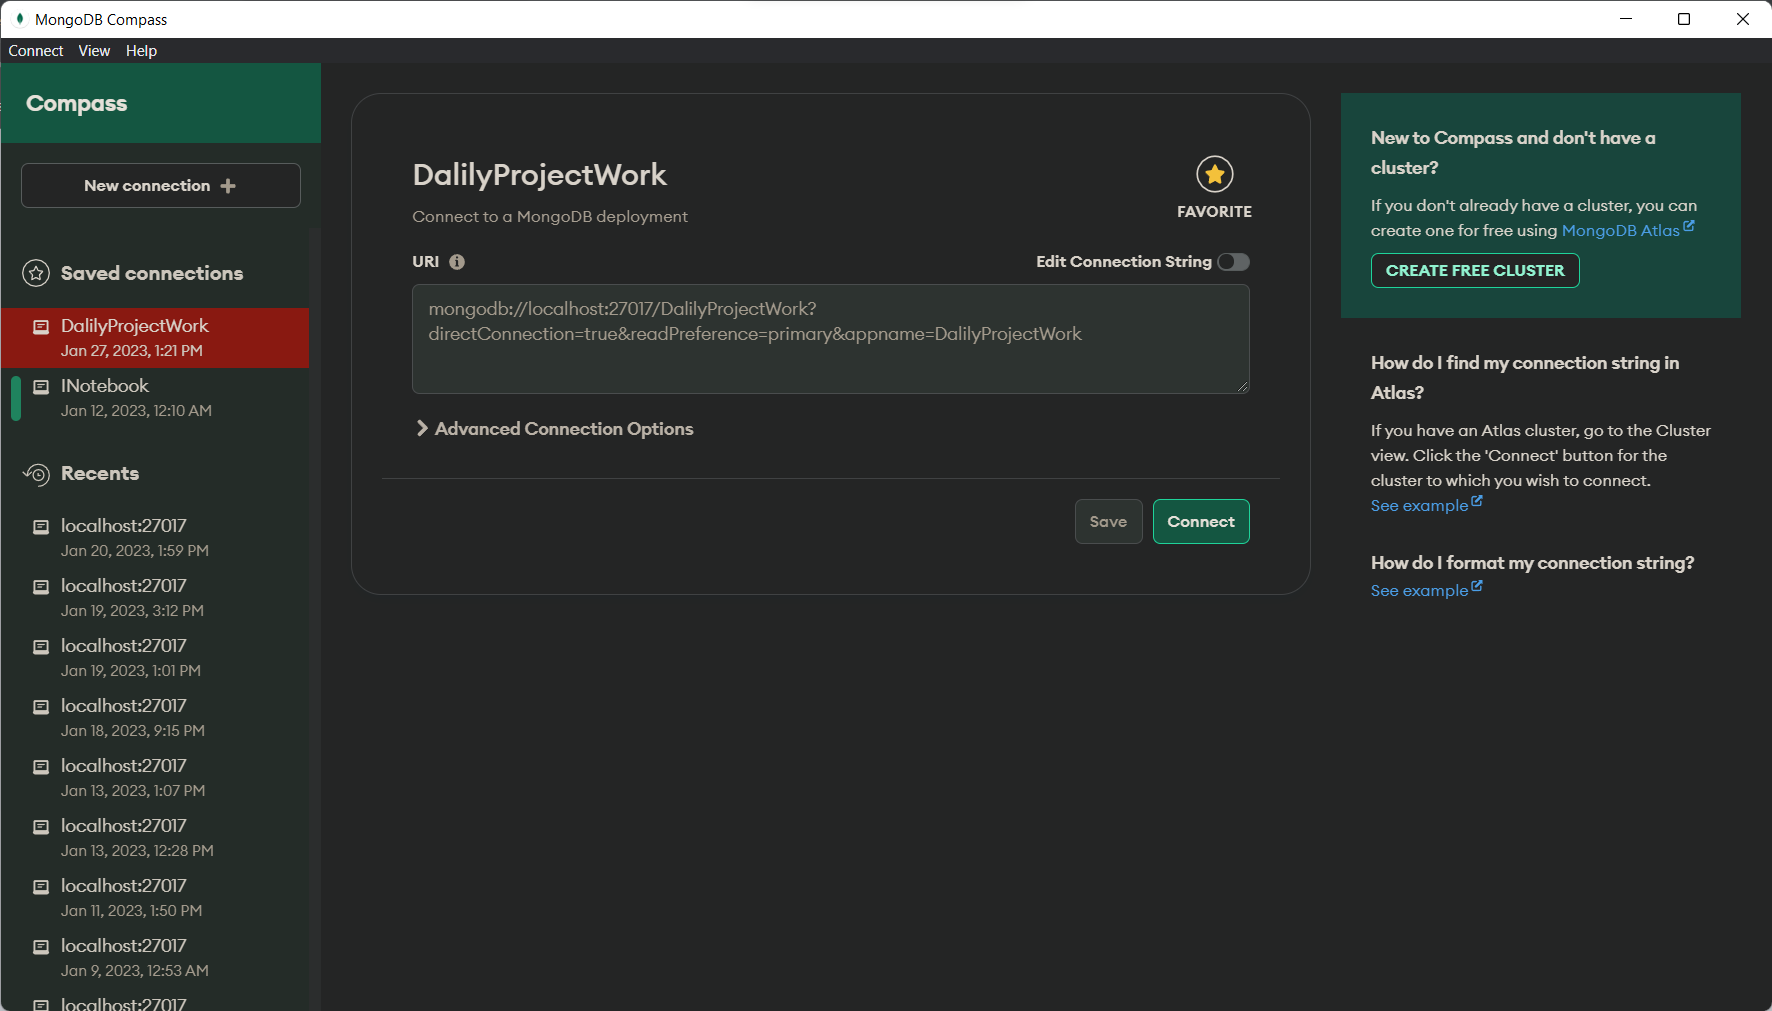 MongoDB Compass
Connect View Help
Compass
New connection
Saved connections
DalilyProjectWork
Jan 27, 2023, 1:21 PM
INotebook
Jan 12, 2023, 12:10 AM
Recents
localhost:27017
Jan 20, 2023, 1:59 PM
localhost:27017
Jan 19, 2023, 3:12 PM
localhost:27017
Jan 19, 2023, 1:01 PM
localhost:27017
Jan 18, 2023, 9:15 PM
localhost:27017
Jan 13, 2023, 1:07 PM
localhost:27017
Jan 13, 2023, 12:28 PM
localhost:27017
Jan 11, 2023, 1:50 PM
localhost:27017
Jan 9, 2023, 12:53 AM
localhost:27017
DalilyProjectWork
Connect to a MongoDB deployment
FAVORITE
URI
Edit Connection String
mongodb://localhost:27017/DalilyProjectWork?
directConnection=true&readPreference=primary&appname=DalilyProjectWork
Advanced Connection Options
Save
Connect
New to Compass and don't have a
cluster?
If you don't already have a cluster, you can
create one for free using MongoDB Atlas
CREATE FREE CLUSTER
How do I find my connection string in
Atlas?
If you have an Atlas cluster, go to the Cluster
view. Click the 'Connect' button for the
cluster to which you wish to connect.
See example
How do I format my connection string?
See example